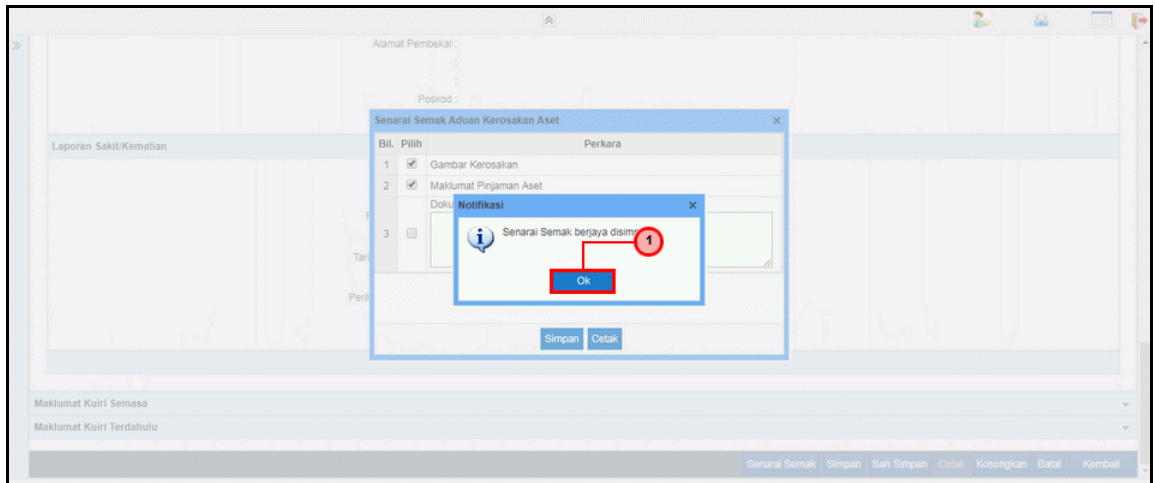 Alamat Pembekal :
:
:
Poskod :
Senarai Semak Aduan Kerosakan Aset
Bil. Pilih Perkara
Laporan Sakit/Kematian
1 Gambar Kerosakan
2 Maklumat Pinjaman Aset
Notifikasi
3
Senarai Semak berjaya
1
Ok
Simpan Cetak
Maklumat Kuiri Semasa
Maklumat Kuiri Terdahulu
Senarai Semak Simpan Sah Simpan Cetak Kosongkan Batal Kembali